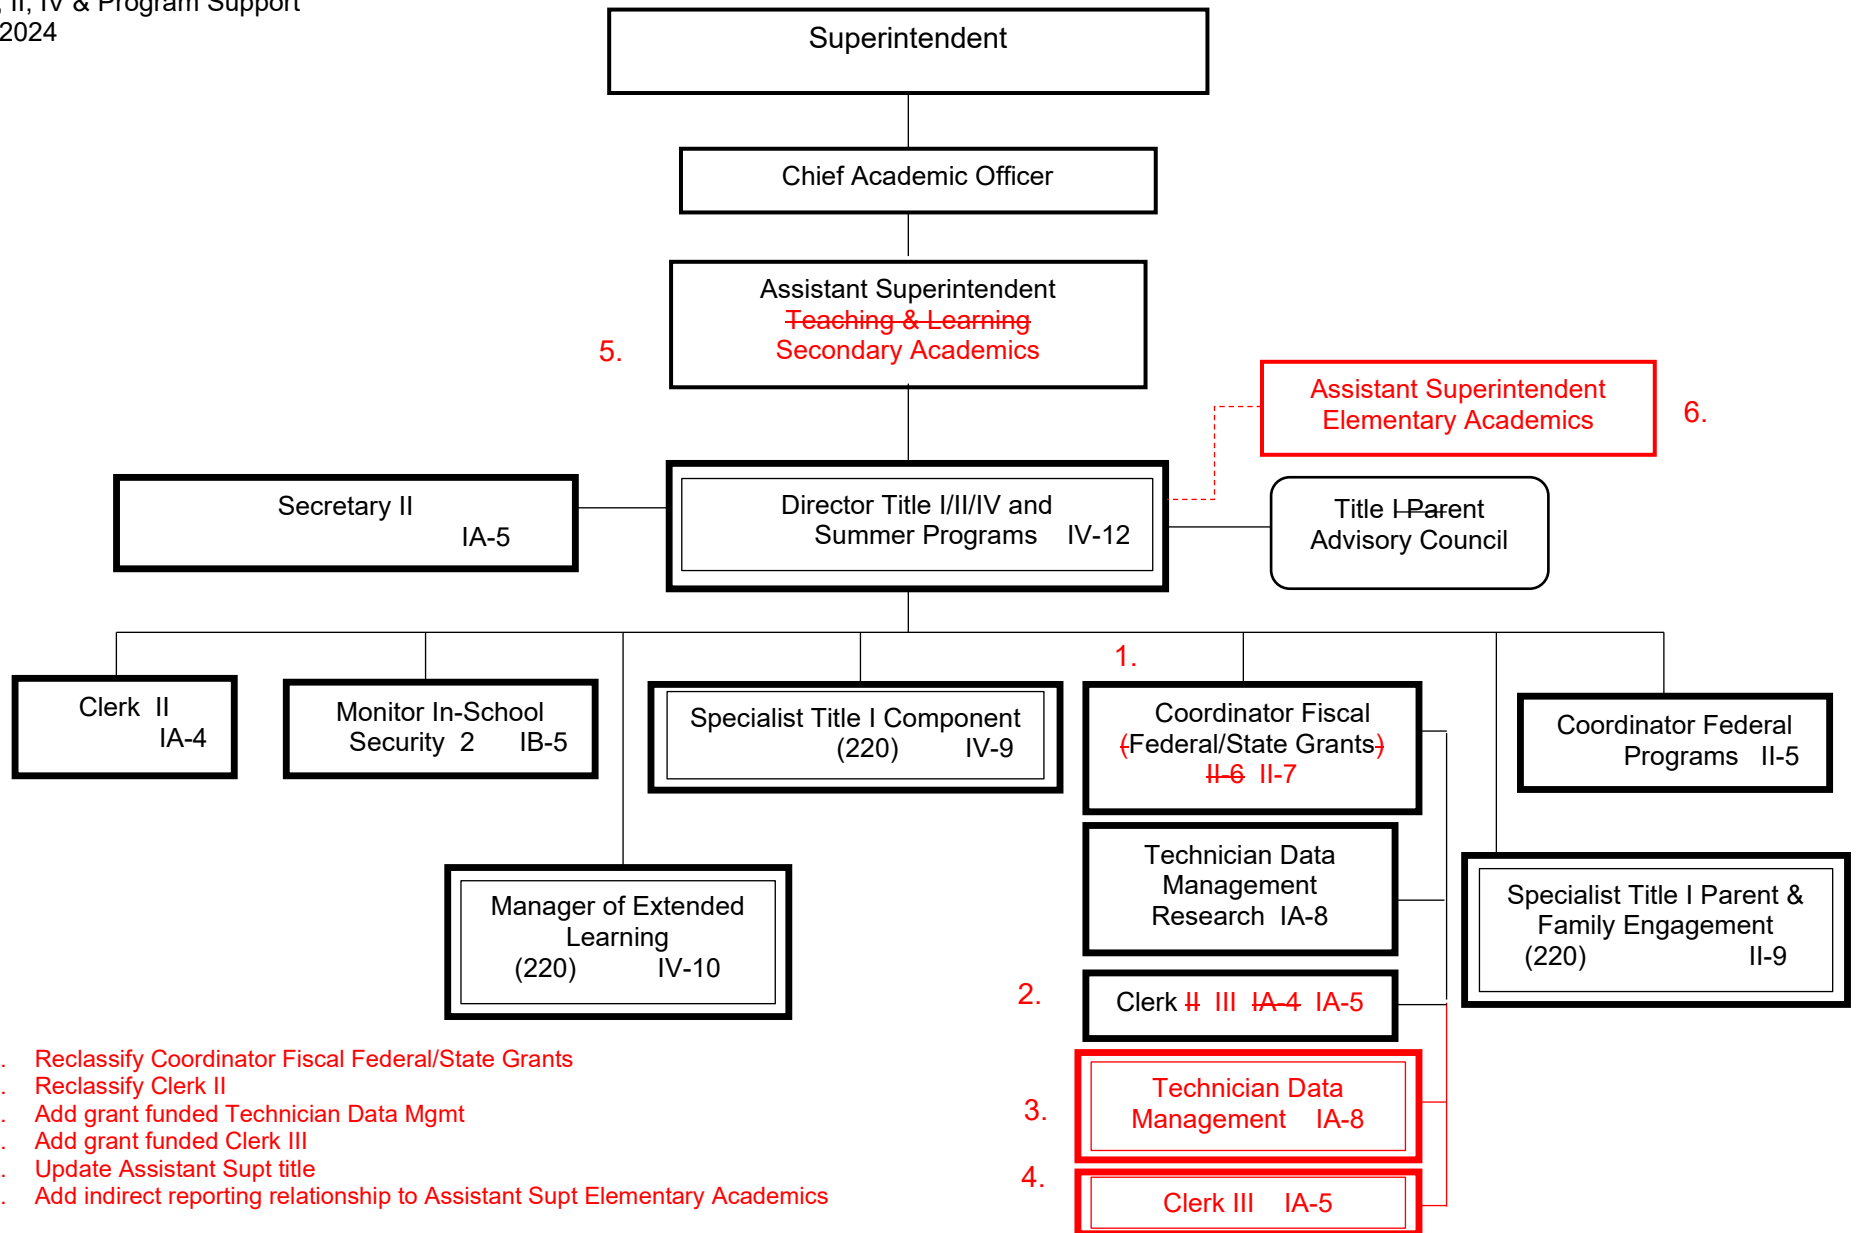 , II, IV & Program Support
2024
Superintendent
Chief Academic Officer
Assistant Superintendent
Teaching & Learning
Secondary Academics
5.
Assistant Superintendent
Elementary Academics
6.
Secretary II
IA-5
Director Title I/II/IV and
Summer Programs IV-12
Title I Parent
Advisory Council
1.
Clerk II
IA-4
Monitor In-School
Security 2 IB-5
Specialist Title I Component
(220) IV-9
Coordinator Fiscal
(Federal/State Grants)
II-6 II-7
Coordinator Federal
Programs II-5
Technician Data
Management
Research IA-8
Manager of Extended
Learning
(220) IV-10
Specialist Title I Parent &
Family Engagement
(220) II-9
2.
Clerk II III IA-4 IA-5
3.
Technician Data
Management IA-8
4.
Clerk III IA-5
. Reclassify Coordinator Fiscal Federal/State Grants
. Reclassify Clerk II
. Add grant funded Technician Data Mgmt
. Add grant funded Clerk III
. Update Assistant Supt title
. Add indirect reporting relationship to Assistant Supt Elementary Academics